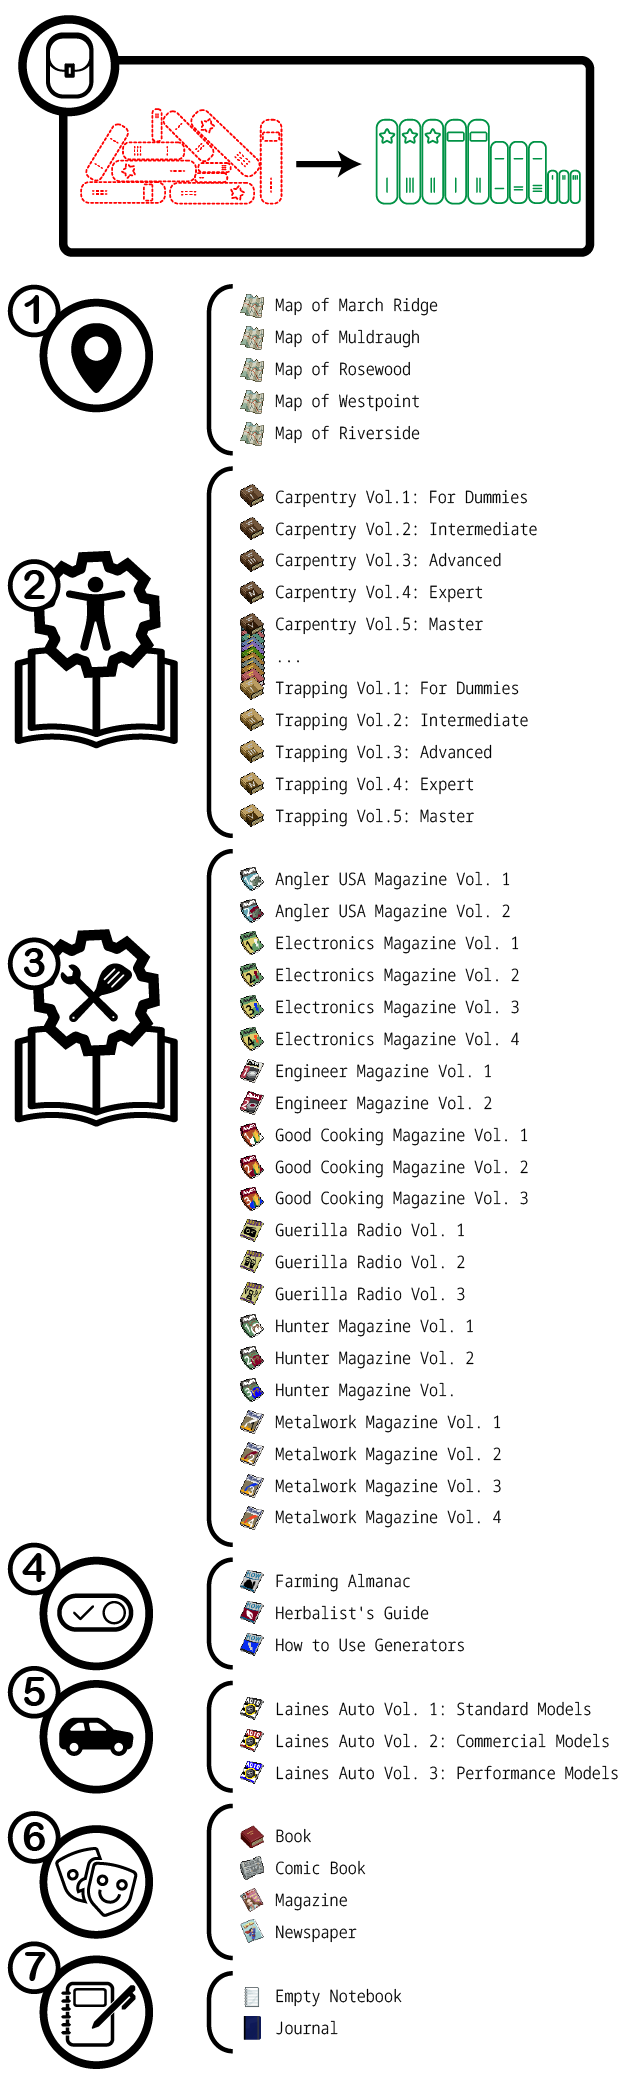 1
Map of March Ridge
Map of Muldraugh
Map of Rosewood
Map of Westpoint
Map of Riverside
2
Carpentry Vol.1: For Dummies
Carpentry Vol.2: Intermediate
Carpentry Vol.3: Advanced
Carpentry Vol.4: Expert
Carpentry Vol.5: Master
...
Trapping Vol.1: For Dummies
Trapping Vol.2: Intermediate
Trapping Vol.3: Advanced
Trapping Vol.4: Expert
Trapping Vol.5: Master
3
Angler USA Magazine Vol. 1
Angler USA Magazine Vol. 2
Electronics Magazine Vol. 1
Electronics Magazine Vol. 2
Electronics Magazine Vol. 3
Electronics Magazine Vol. 4
Engineer Magazine Vol. 1
Engineer Magazine Vol. 2
Good Cooking Magazine Vol. 1
Good Cooking Magazine Vol. 2
Good Cooking Magazine Vol. 3
Guerilla Radio Vol. 1
Guerilla Radio Vol. 2
Guerilla Radio Vol. 3
Hunter Magazine Vol. 1
Hunter Magazine Vol. 2
Hunter Magazine Vol.
Metalwork Magazine Vol. 1
Metalwork Magazine Vol. 2
Metalwork Magazine Vol. 3
Metalwork Magazine Vol. 4
4
Farming Almanac
Herbalist's Guide
How to Use Generators
5
Laines Auto Vol. 1: Standard Models
Laines Auto Vol. 2: Commercial Models
Laines Auto Vol. 3: Performance Models
6
Book
Comic Book
Magazine
Newspaper
7
Empty Notebook
Journal